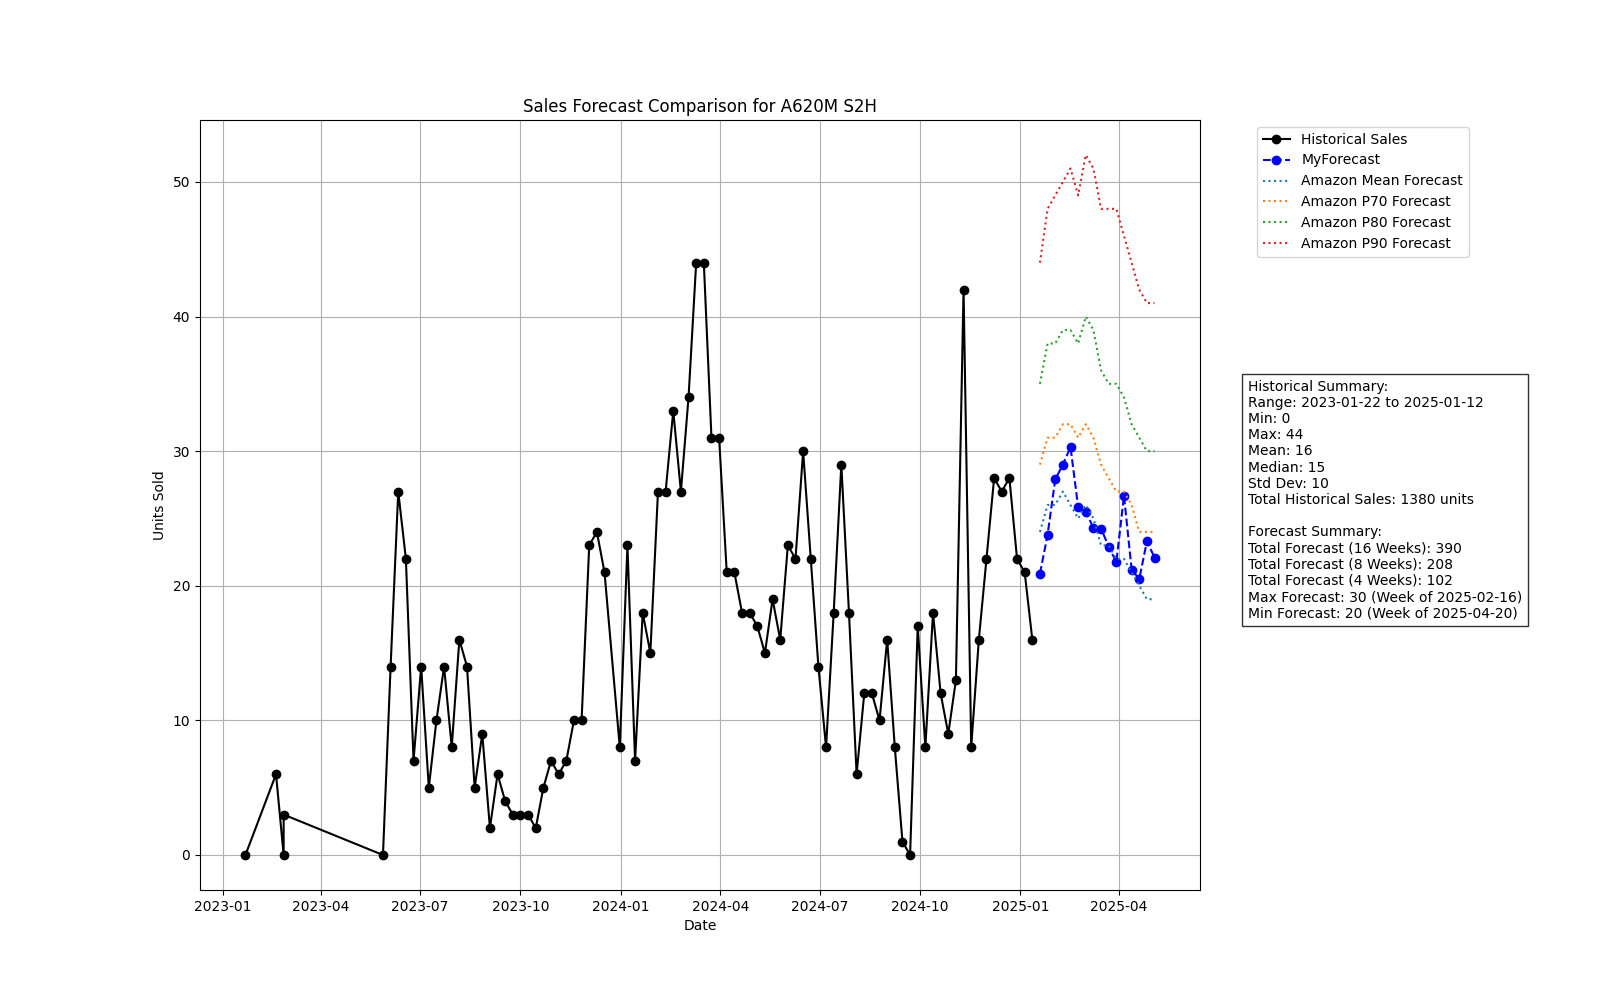 Sales Forecast Comparison for A620M S2H
Historical Sales
MyForecast
Amazon Mean Forecast
Amazon P70 Forecast
Amazon P80 Forecast
Amazon P90 Forecast
Units Sold
50
40
30
20
10
0
2023-01
2023-04
2023-07
2023-10
2024-01
2024-04
2024-07
2024-10
2025-01
2025-04
Date
Historical Summary:
Range: 2023-01-22 to 2025-01-12
Min: 0
Max: 44
Mean: 16
Median: 15
Std Dev: 10
Total Historical Sales: 1380 units
Forecast Summary:
Total Forecast (16 Weeks): 390
Total Forecast (8 Weeks): 208
Total Forecast (4 Weeks): 102
Max Forecast: 30 (Week of 2025-02-16)
Min Forecast: 20 (Week of 2025-04-20)